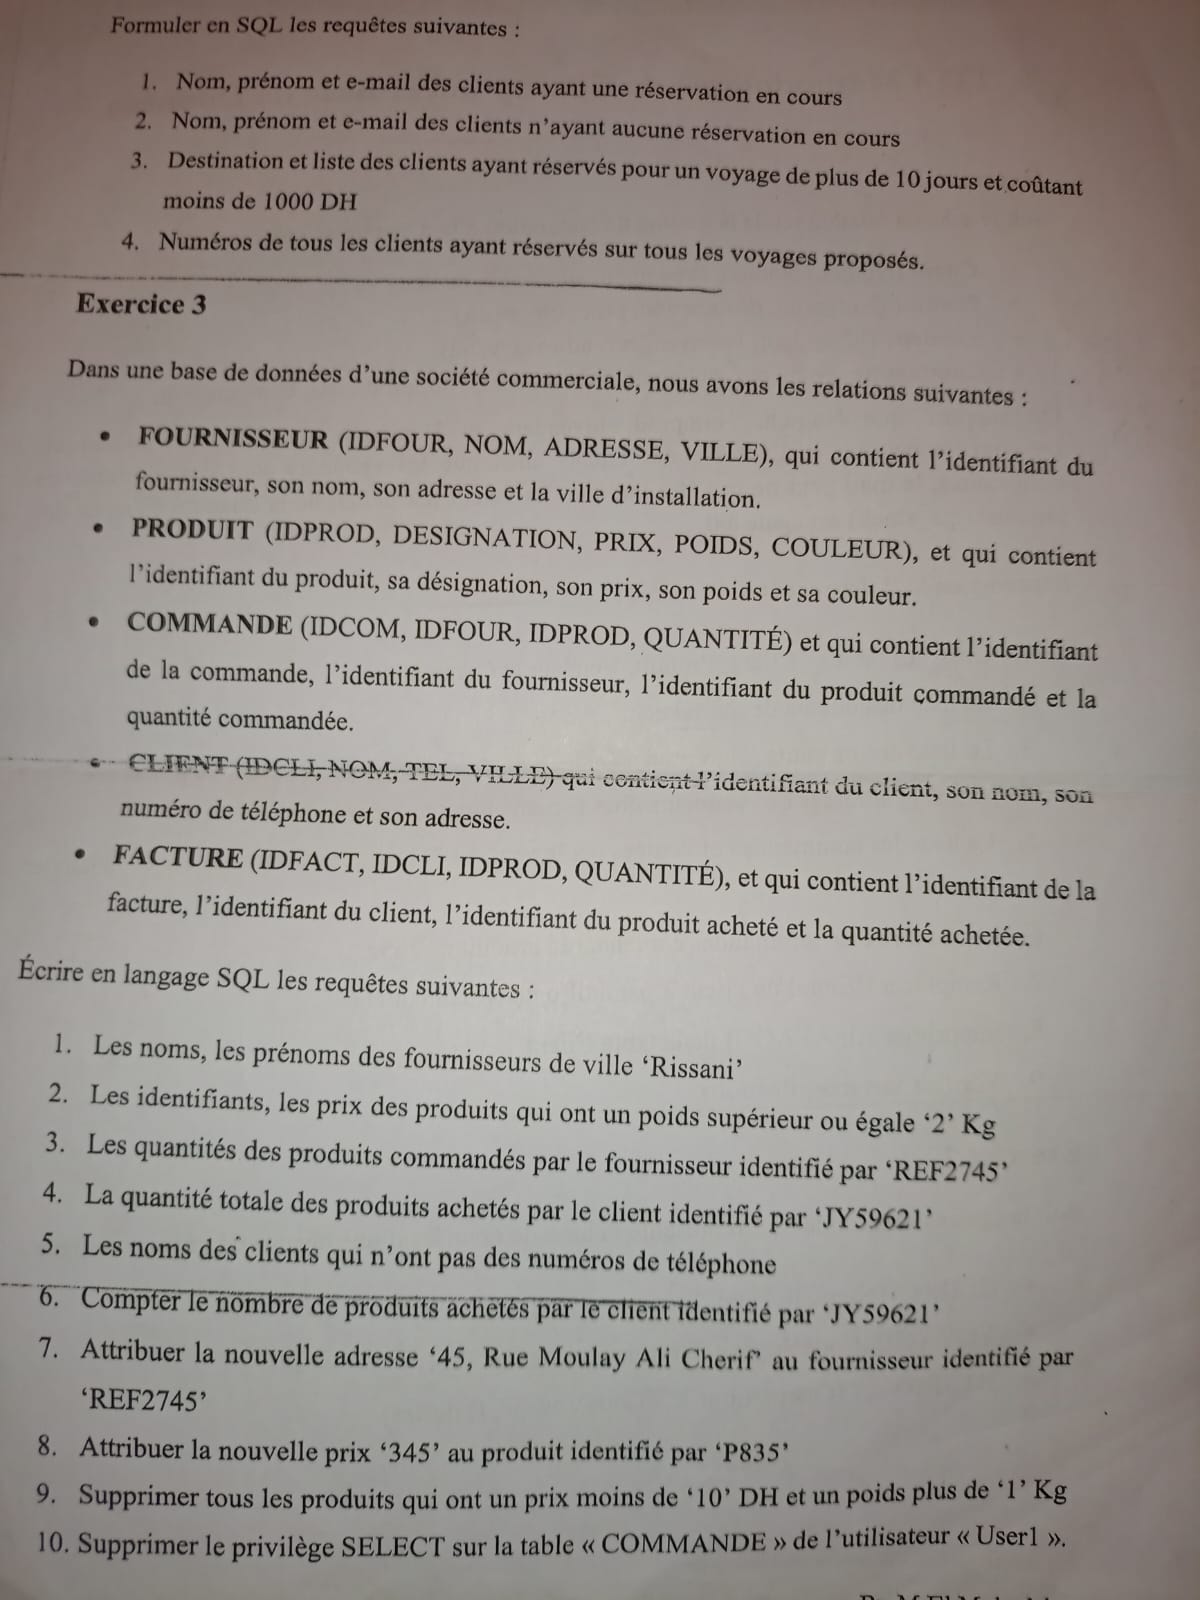 Formuler en SQL les requêtes suivantes :
1. Nom, prénom et e-mail des clients ayant une réservation en cours
2. Nom, prénom et e-mail des clients n’ayant aucune réservation en cours
3. Destination et liste des clients ayant réservés pour un voyage de plus de 10 jours et coûtant
moins de 1000 DH
4. Numéros de tous les clients ayant réservés sur tous les voyages proposés.
Exercice 3
Dans une base de données d’une société commerciale, nous avons les relations suivantes :
• FOURNISSEUR (IDFOUR, NOM, ADRESSE, VILLE), qui contient l’identifiant du
fournisseur, son nom, son adresse et la ville d’installation.
• PRODUIT (IDPROD, DESIGNATION, PRIX, POIDS, COULEUR), et qui contient
l’identifiant du produit, sa désignation, son prix, son poids et sa couleur.
• COMMANDE (IDCOM, IDFOUR, IDPROD, QUANTITÉ) et qui contient l’identifiant
de la commande, l’identifiant du fournisseur, l’identifiant du produit commandé et la
quantité commandée.
• CLIENT (IDCLI, NOM, TEL, VILLE) qui contient l’identifiant du client, son nom, son
numéro de téléphone et son adresse.
• FACTURE (IDFACT, IDCLI, IDPROD, QUANTITÉ), et qui contient l’identifiant de la
facture, l’identifiant du client, l’identifiant du produit acheté et la quantité achetée.
Écrire en langage SQL les requêtes suivantes :
1. Les noms, les prénoms des fournisseurs de ville ‘Rissani’
2. Les identifiants, les prix des produits qui ont un poids supérieur ou égale ‘2’ Kg
3. Les quantités des produits commandés par le fournisseur identifié par ‘REF2745’
4. La quantité totale des produits achetés par le client identifié par ‘JY59621’
5. Les noms des clients qui n’ont pas des numéros de téléphone
6. Compter le nombre de produits achetés par le client identifié par ‘JY59621’
7. Attribuer la nouvelle adresse ‘45, Rue Moulay Ali Cherif’ au fournisseur identifié par
‘REF2745’
8. Attribuer la nouvelle prix ‘345’ au produit identifié par ‘P835’
9. Supprimer tous les produits qui ont un prix moins de ‘10’ DH et un poids plus de ‘1’ Kg
10. Supprimer le privilège SELECT sur la table « COMMANDE » de l’utilisateur « User1 ».